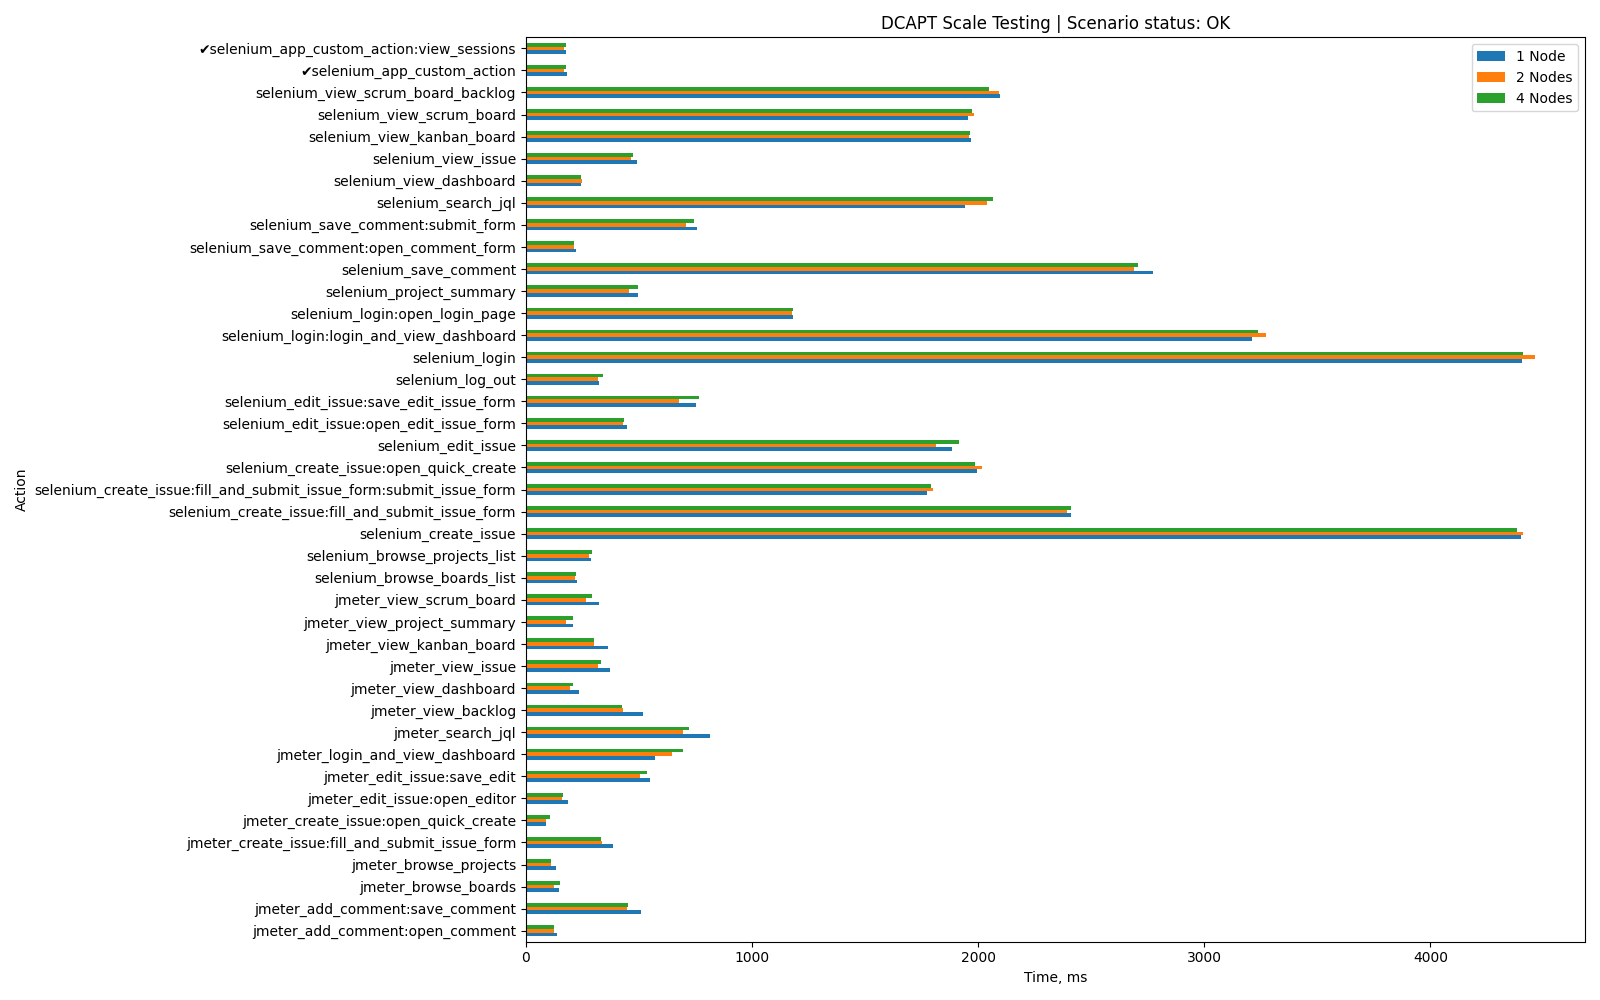 DCAPT Scale Testing | Scenario status: OK
1 Node
2 Nodes
4 Nodes
✔selenium_app_custom_action:view_sessions
✔selenium_app_custom_action
selenium_view_scrum_board_backlog
selenium_view_scrum_board
selenium_view_kanban_board
selenium_view_issue
selenium_view_dashboard
selenium_search_jql
selenium_save_comment:submit_form
selenium_save_comment:open_comment_form
selenium_save_comment
selenium_project_summary
selenium_login:open_login_page
selenium_login:login_and_view_dashboard
selenium_login
selenium_log_out
selenium_edit_issue:save_edit_issue_form
selenium_edit_issue:open_edit_issue_form
selenium_edit_issue
selenium_create_issue:open_quick_create
selenium_create_issue:fill_and_submit_issue_form:submit_issue_form
selenium_create_issue:fill_and_submit_issue_form
selenium_create_issue
selenium_browse_projects_list
selenium_browse_boards_list
jmeter_view_scrum_board
jmeter_view_project_summary
jmeter_view_kanban_board
jmeter_view_issue
jmeter_view_dashboard
jmeter_view_backlog
jmeter_search_jql
jmeter_login_and_view_dashboard
jmeter_edit_issue:save_edit
jmeter_edit_issue:open_editor
jmeter_create_issue:open_quick_create
jmeter_create_issue:fill_and_submit_issue_form
jmeter_browse_projects
jmeter_browse_boards
jmeter_add_comment:save_comment
jmeter_add_comment:open_comment
Action
0 1000 2000 3000 4000
Time, ms